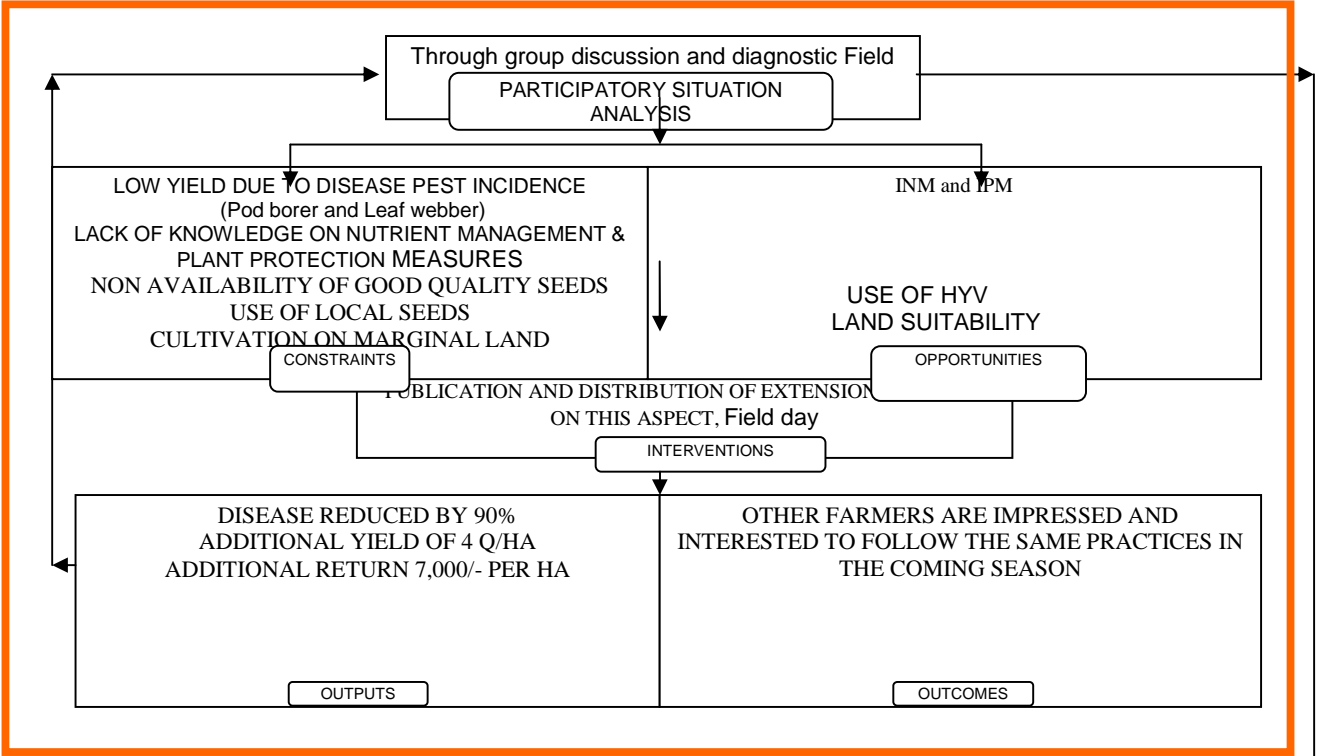 Through group discussion and diagnostic Field
PARTICIPATORY SITUATION
ANALYSIS
LOW YIELD DUE TO DISEASE PEST INCIDENCE
(Pod borer and Leaf webber)
LACK OF KNOWLEDGE ON NUTRIENT MANAGEMENT &
PLANT PROTECTION MEASURES
NON AVAILABILITY OF GOOD QUALITY SEEDS
USE OF LOCAL SEEDS
CULTIVATION ON MARGINAL LAND
CONSTRAINTS
INM and IPM
USE OF HYV
LAND SUITABILITY
OPPORTUNITIES
PUBLICATION AND DISTRIBUTION OF EXTENSION
ON THIS ASPECT, Field day
INTERVENTIONS
DISEASE REDUCED BY 90%
ADDITIONAL YIELD OF 4 Q/HA
ADDITIONAL RETURN 7,000/- PER HA
OUTPUTS
OTHER FARMERS ARE IMPRESSED AND
INTERESTED TO FOLLOW THE SAME PRACTICES IN
THE COMING SEASON
OUTCOMES